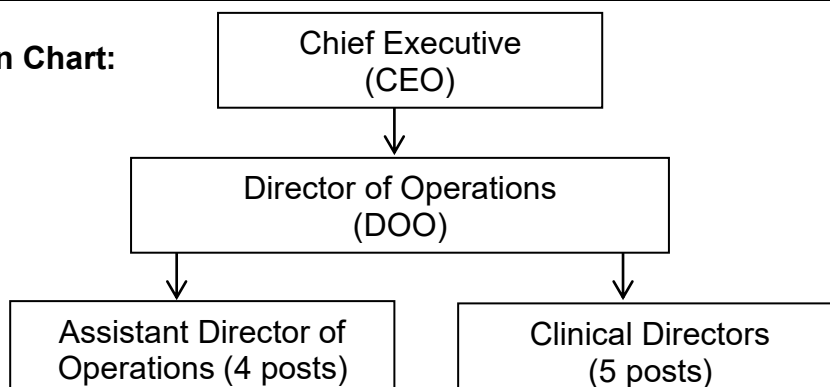 n Chart:
Chief Executive
(CEO)
Director of Operations
(DOO)
Assistant Director of
Operations (4 posts)
Clinical Directors
(5 posts)